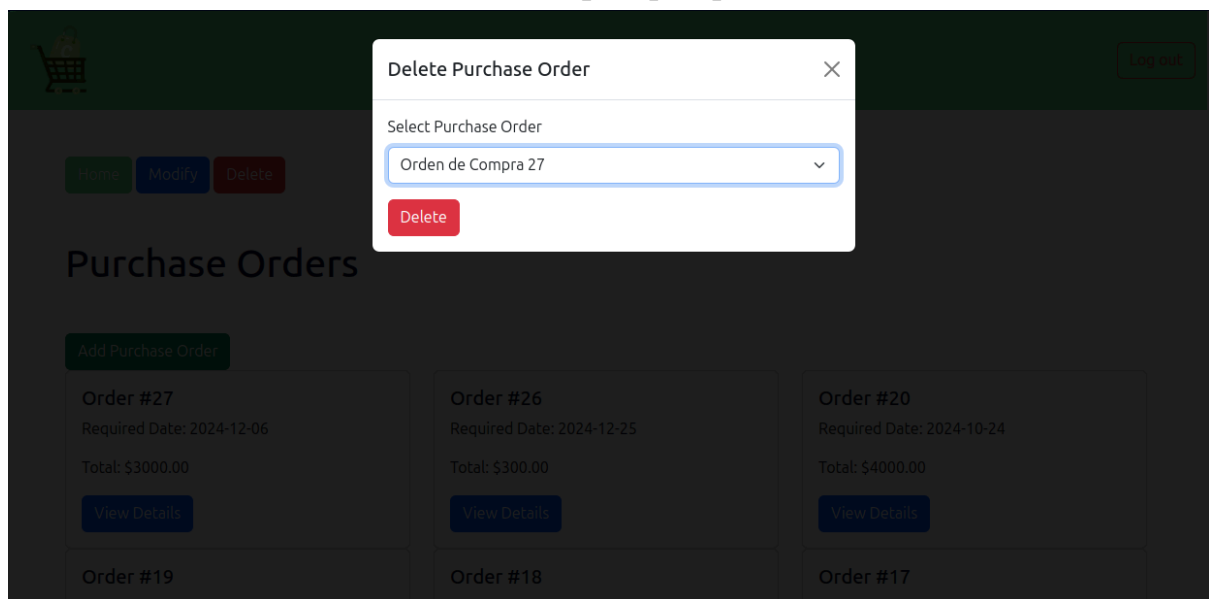 Delete Purchase Order
Log out
Select Purchase Order
Orden de Compra 27
Delete
Home Modify Delete
Purchase Orders
Add Purchase Order
Order #27 Order #26 Order #20
Required Date: 2024-12-06 Required Date: 2024-12-25 Required Date: 2024-10-24
Total: $3000.00 Total: $300.00 Total: $4000.00
View Details View Details View Details
Order #19 Order #18 Order #17